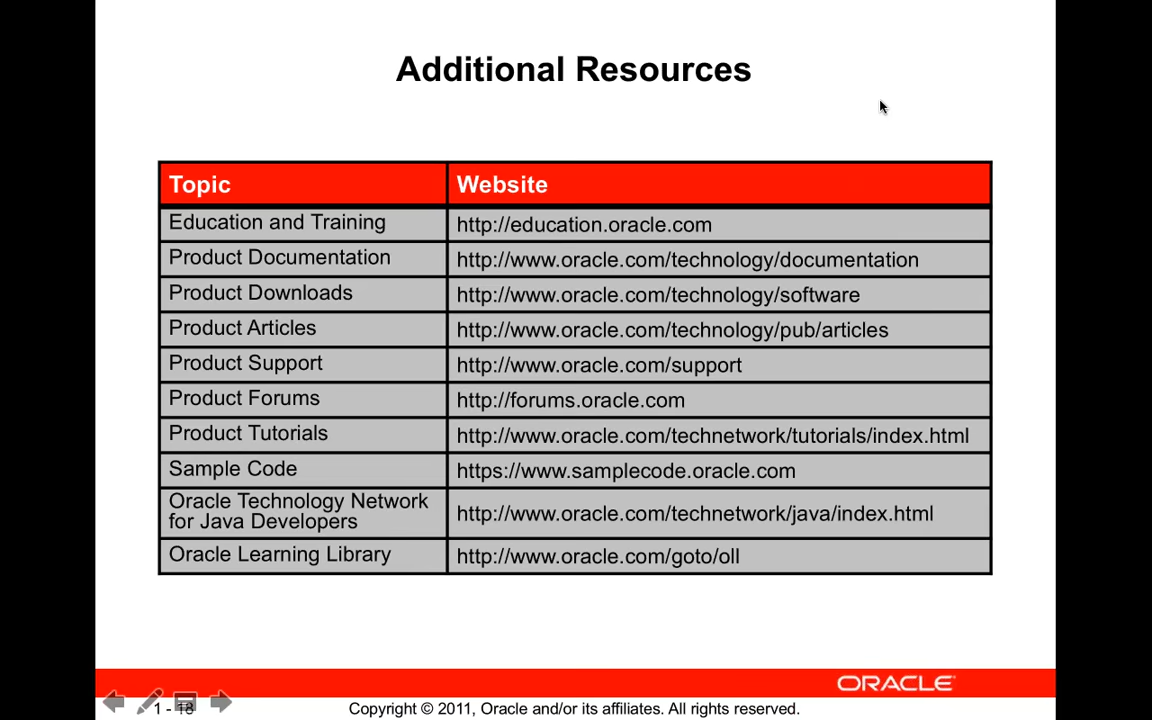 Additional Resources
Topic Website
Education and Training http://education.oracle.com
Product Documentation http://www.oracle.com/technology/documentation
Product Downloads http://www.oracle.com/technology/software
Product Articles http://www.oracle.com/technology/pub/articles
Product Support http://www.oracle.com/support
Product Forums http://forums.oracle.com
Product Tutorials http://www.oracle.com/technetwork/tutorials/index.html
Sample Code https://www.samplecode.oracle.com
Oracle Technology Network
for Java Developers http://www.oracle.com/technetwork/java/index.html
Oracle Learning Library http://www.oracle.com/goto/oll
ORACLE
1 - 18 Copyright © 2011, Oracle and/or its affiliates. All rights reserved.